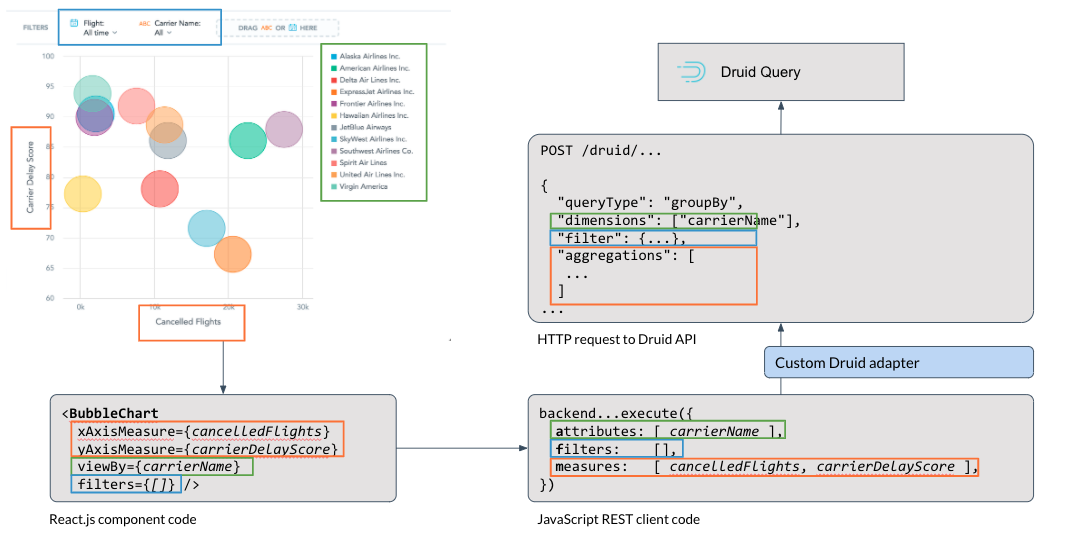 FILTERS
Flight:
All time
ABC Carrier Name:
All
DRAG ABC OR HERE
100
95
90
85
80
75
70
65
60
Carrier Delay Score
0k
10k
20k
30k
Cancelled Flights
Alaska Airlines Inc.
American Airlines Inc.
Delta Air Lines Inc.
ExpressJet Airlines Inc.
Frontier Airlines Inc.
Hawaiian Airlines Inc.
JetBlue Airways
SkyWest Airlines Inc.
Southwest Airlines Co.
Spirit Air Lines
United Air Lines Inc.
Virgin America
<BubbleChart
xAxisMeasure={cancelledFlights}
yAxisMeasure={carrierDelayScore}
viewBy={carrierName}
filters={[]} />
React.js component code
backend...execute({
attributes: [ carrierName ],
filters: [],
measures: [ cancelledFlights, carrierDelayScore ],
})
JavaScript REST client code
Custom Druid adapter
POST /druid/...
{
"queryType": "groupBy",
"dimensions": ["carrierName"],
"filter": {...},
"aggregations": [
...
]
...
HTTP request to Druid API
Druid Query